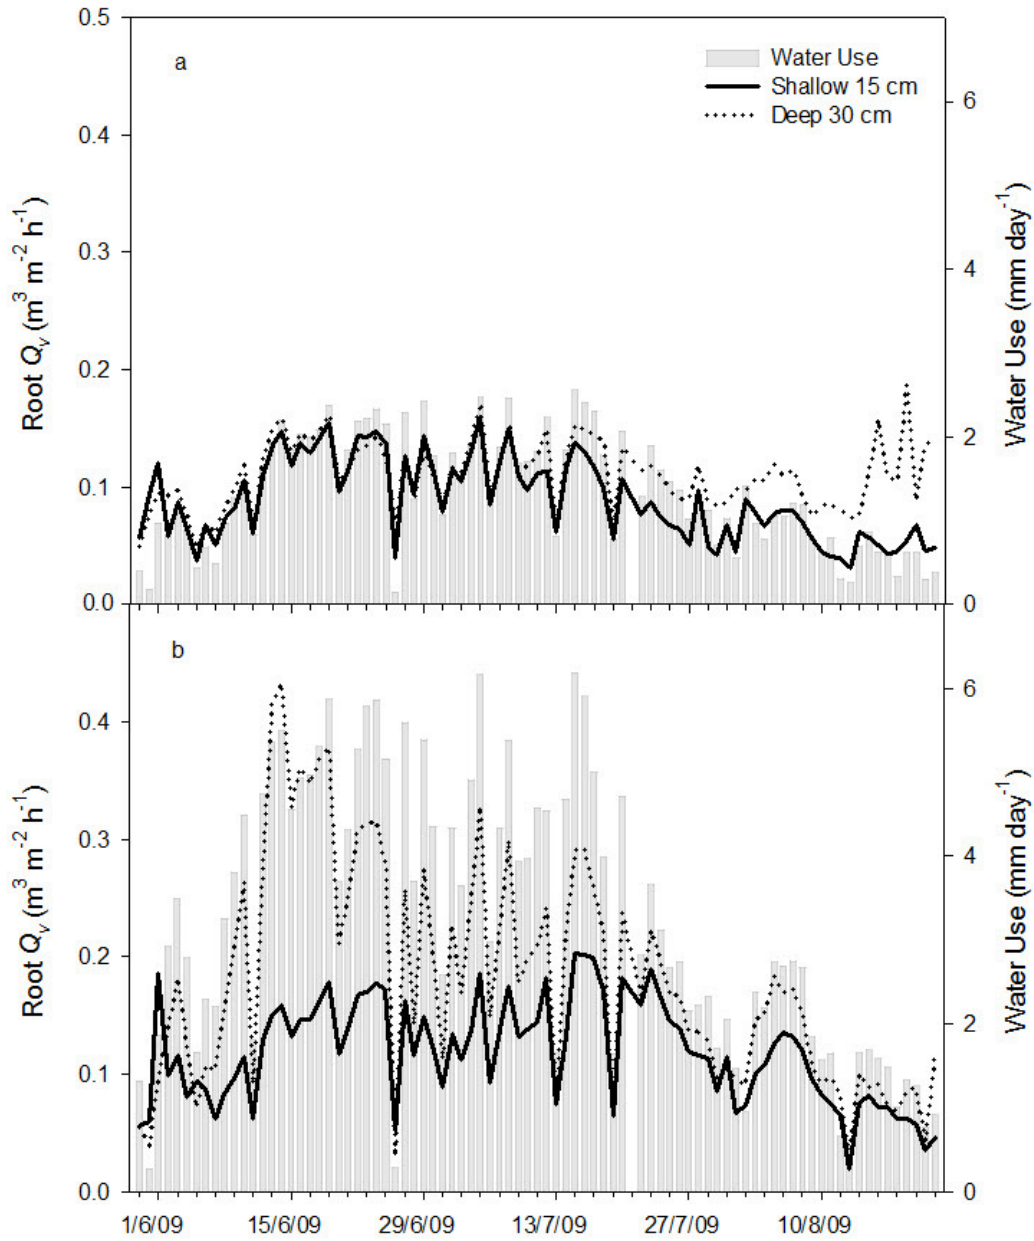 a
Water Use
Shallow 15 cm
Deep 30 cm
0.5
0.4
0.3
0.2
0.1
0.0
Root Qv (m3 m-2 h-1)
6
4
2
0
Water Use (mm day-1)
b
0.4
0.3
0.2
0.1
0.0
Root Qv (m3 m-2 h-1)
6
4
2
0
Water Use (mm day-1)
1/6/09 15/6/09 29/6/09 13/7/09 27/7/09 10/8/09